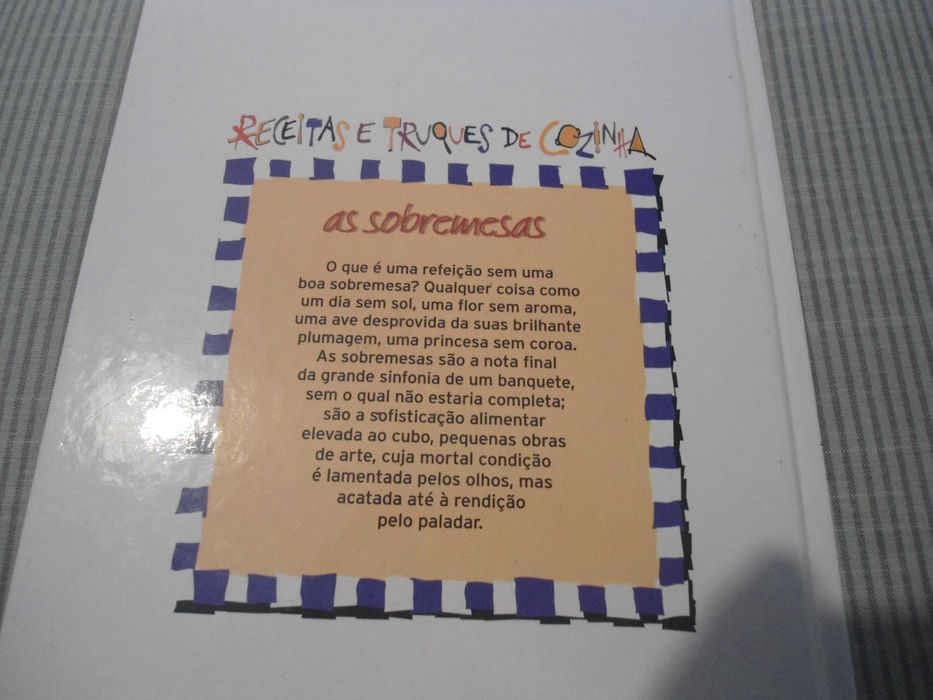 RECEITAS E TRUQUES DE COZINHA
as sobremesas
O que é uma refeição sem uma
boa sobremesa? Qualquer coisa como
um dia sem sol, uma flor sem aroma,
uma ave desprovida da suas brilhante
plumagem, uma princesa sem coroa.
As sobremesas são a nota final
da grande sinfonia de um banquete,
sem o qual não estaria completa;
são a sofisticação alimentar
elevada ao cubo, pequenas obras
de arte, cuja mortal condição
é lamentada pelos olhos, mas
acatada até à rendição
pelo paladar.